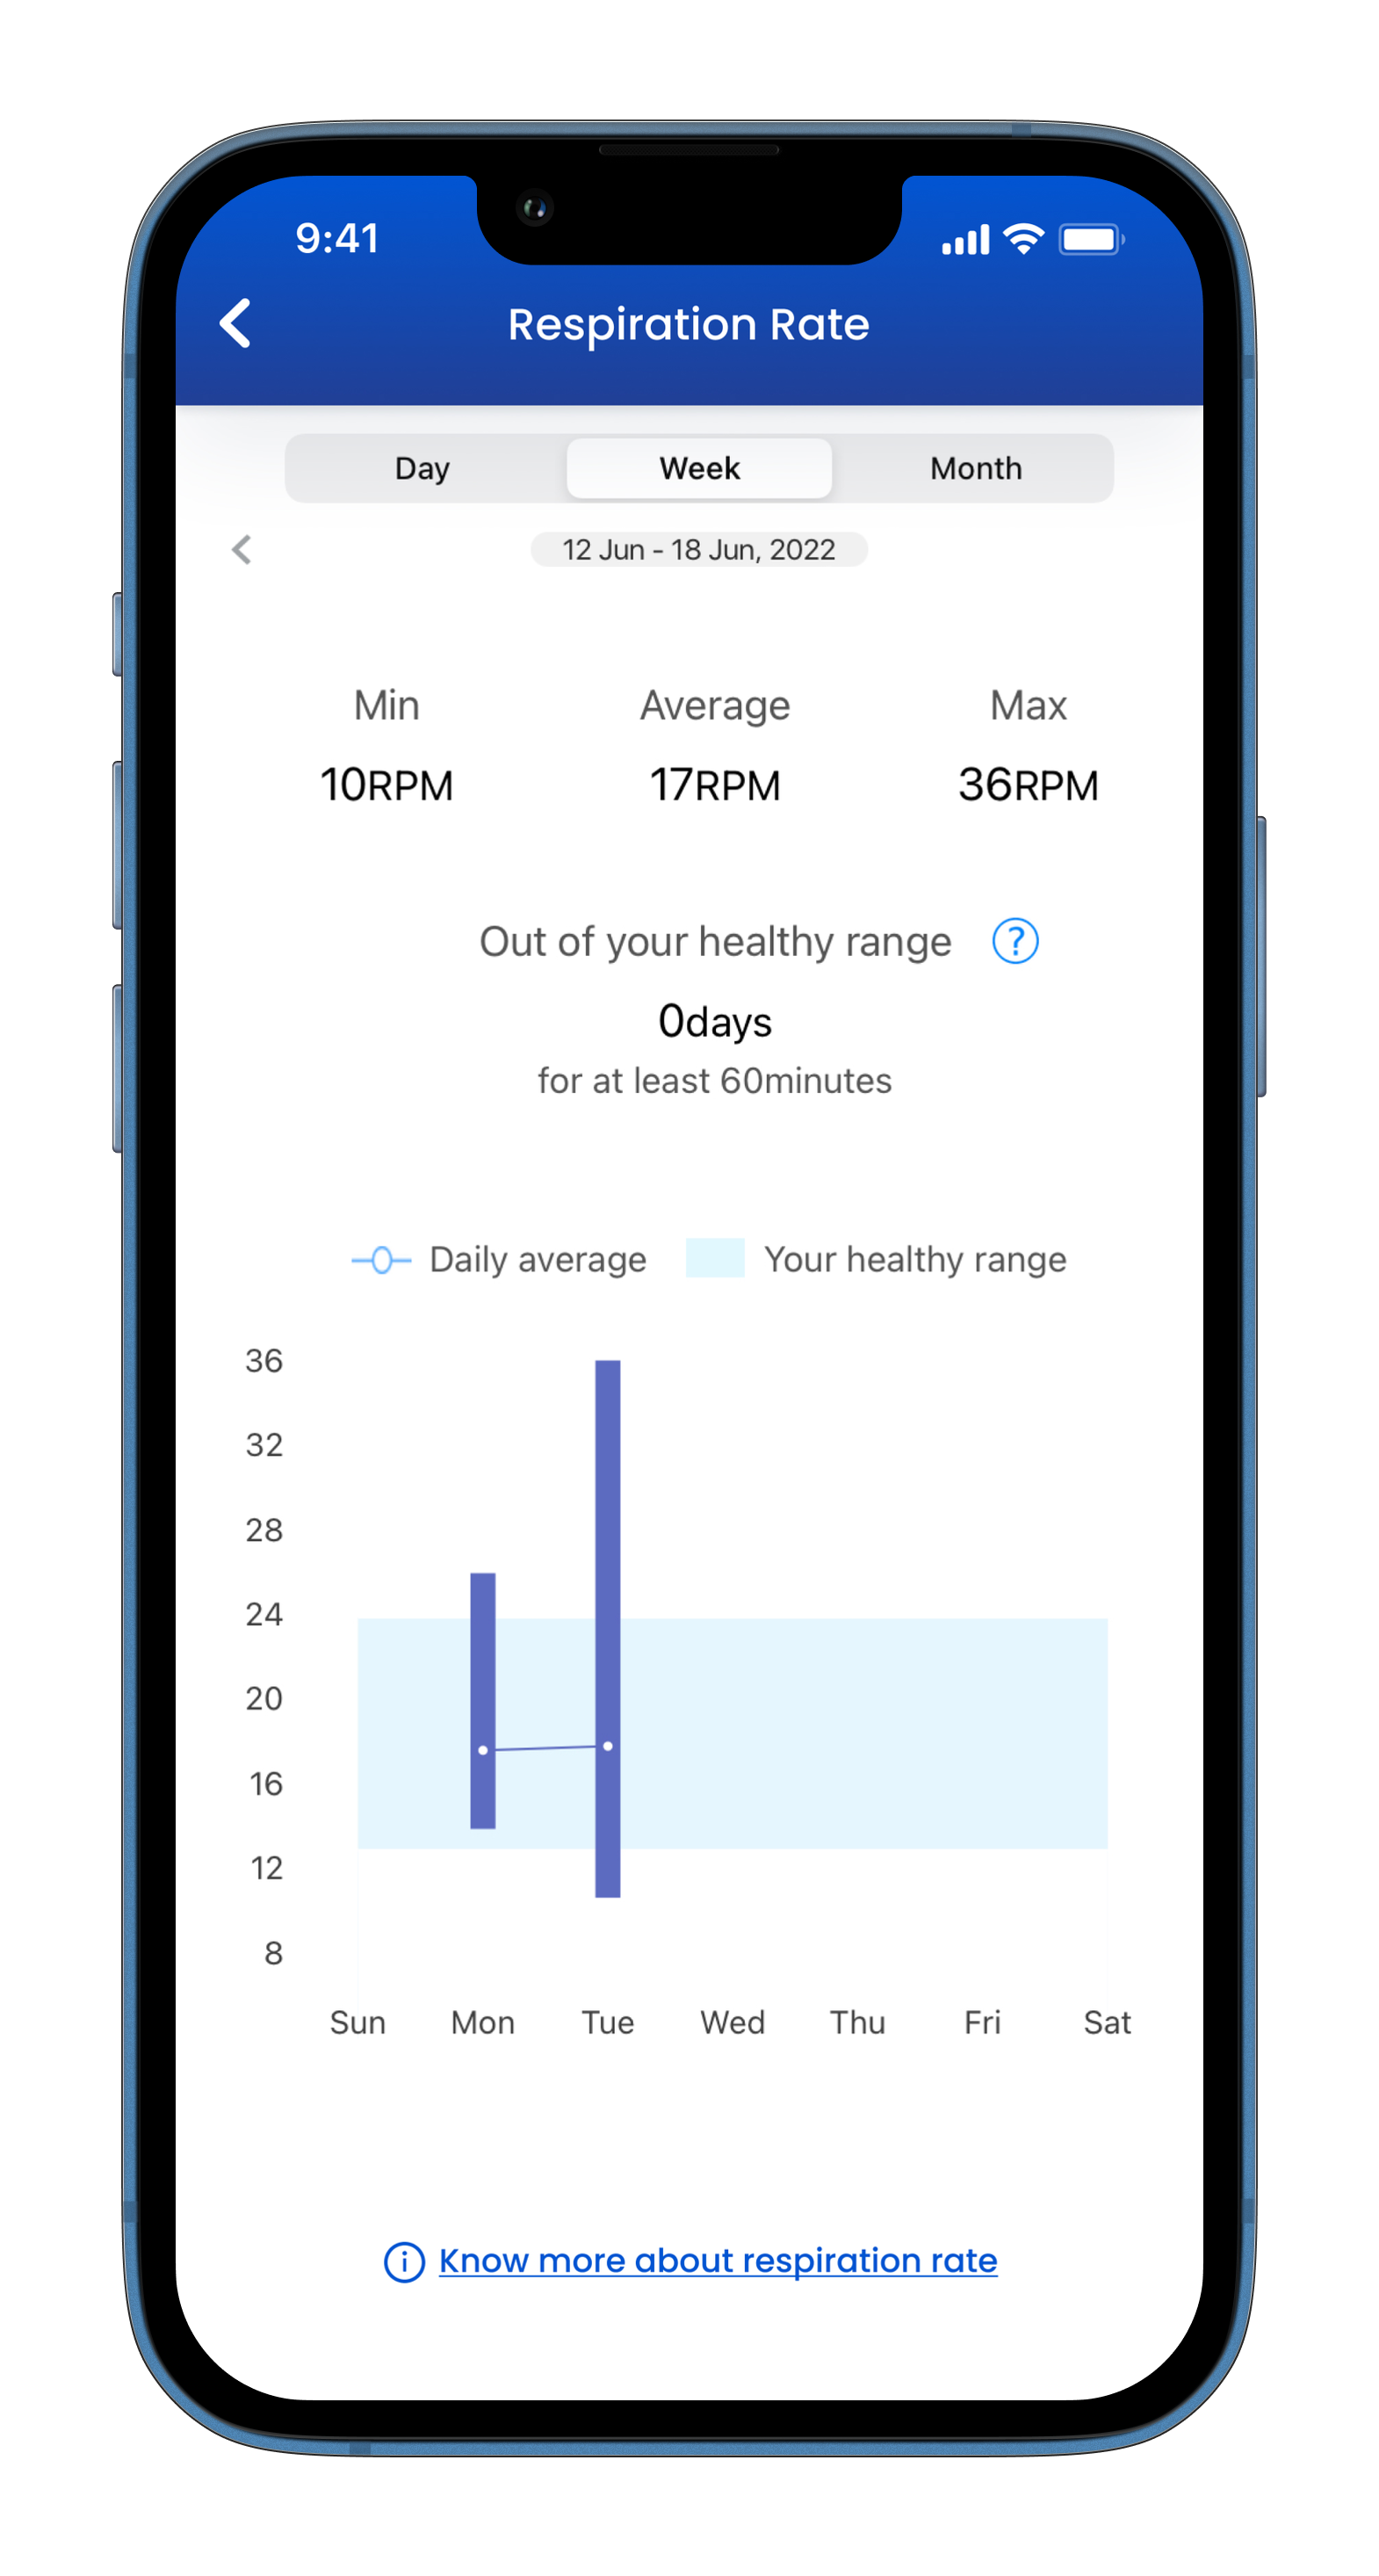 9:41
Respiration Rate
Day Week Month
12 Jun - 18 Jun, 2022
Min Average Max
10RPM 17RPM 36RPM
Out of your healthy range ?
0days
for at least 60minutes
Daily average Your healthy range
36
32
28
24
20
16
12
8
Sun Mon Tue Wed Thu Fri Sat
i Know more about respiration rate